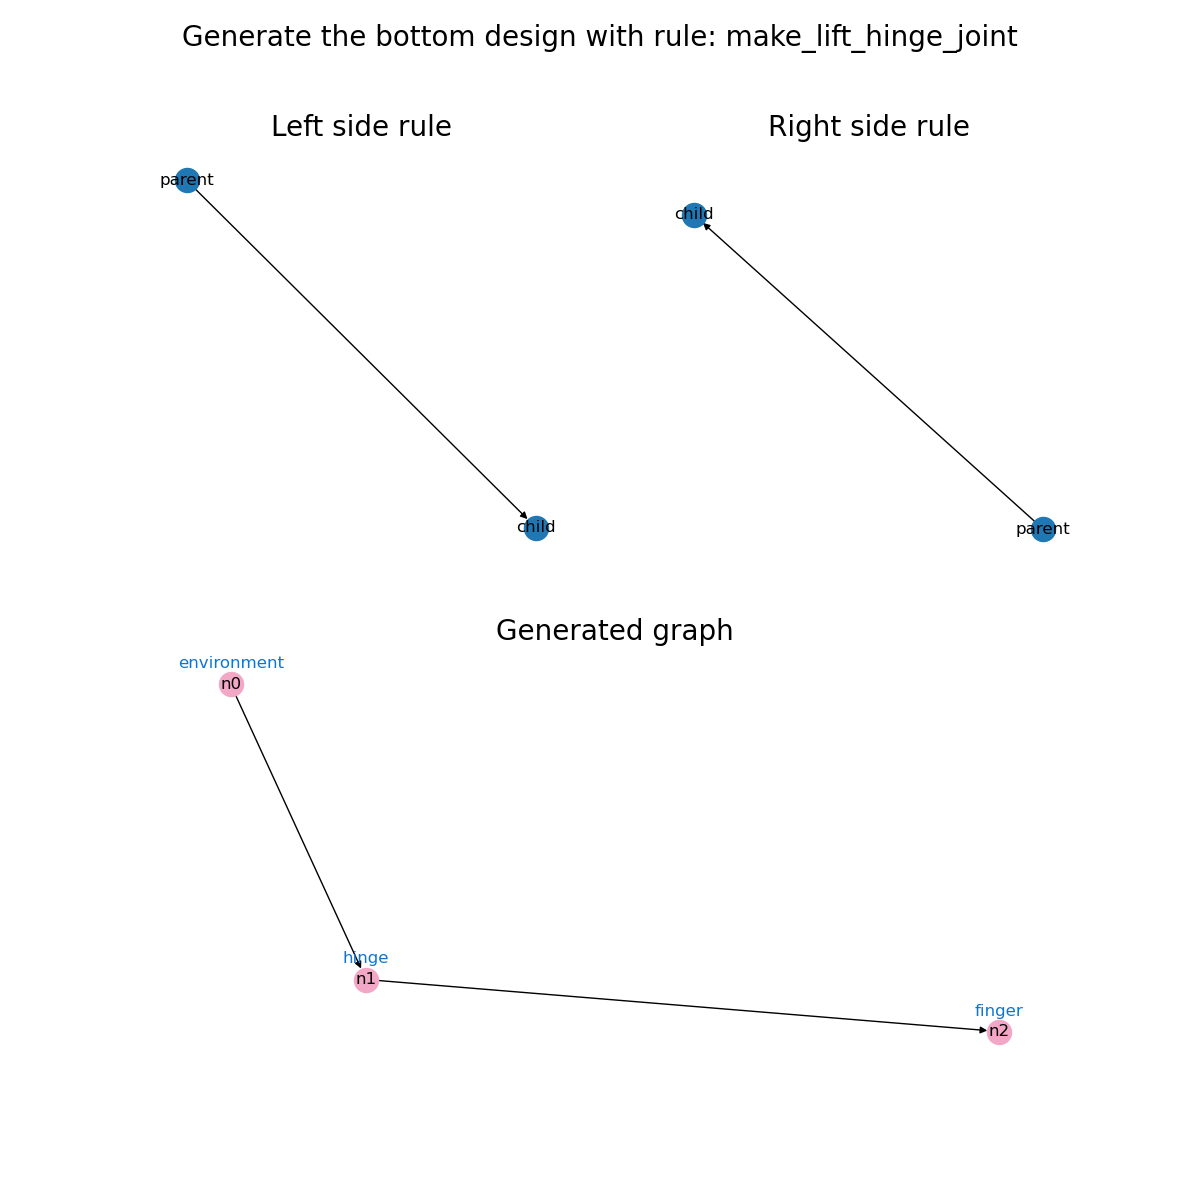 Generate the bottom design with rule: make_lift_hinge_joint
Left side rule
Right side rule
parent
child
child
parent
Generated graph
environment
n0
hinge
n1
finger
n2